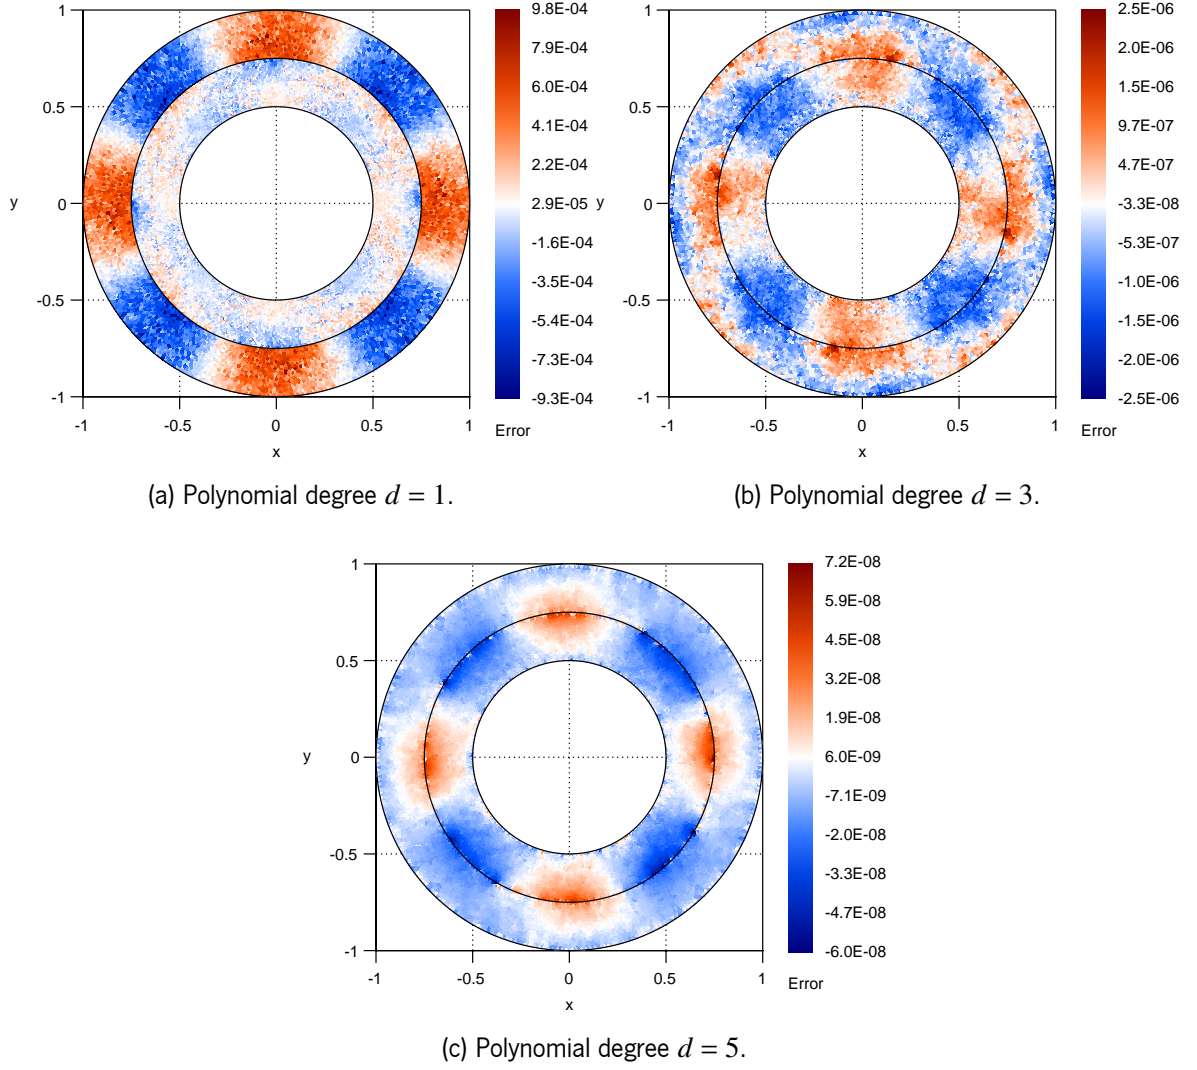 9.8E-04
7.9E-04
6.0E-04
4.1E-04
2.2E-04
2.9E-05
-1.6E-04
-3.5E-04
-5.4E-04
-7.3E-04
-9.3E-04
Error
1
0.5
0
-0.5
-1
y
-1
-0.5
0
0.5
1
x
(a) Polynomial degree d = 1.
2.5E-06
2.0E-06
1.5E-06
9.7E-07
4.7E-07
-3.3E-08
-5.3E-07
-1.0E-06
-1.5E-06
-2.0E-06
-2.5E-06
Error
1
0.5
0
-0.5
-1
y
-1
-0.5
0
0.5
1
x
(b) Polynomial degree d = 3.
7.2E-08
5.9E-08
4.5E-08
3.2E-08
1.9E-08
6.0E-09
-7.1E-09
-2.0E-08
-3.3E-08
-4.7E-08
-6.0E-08
Error
1
0.5
0
-0.5
-1
y
-1
-0.5
0
0.5
1
x
(c) Polynomial degree d = 5.